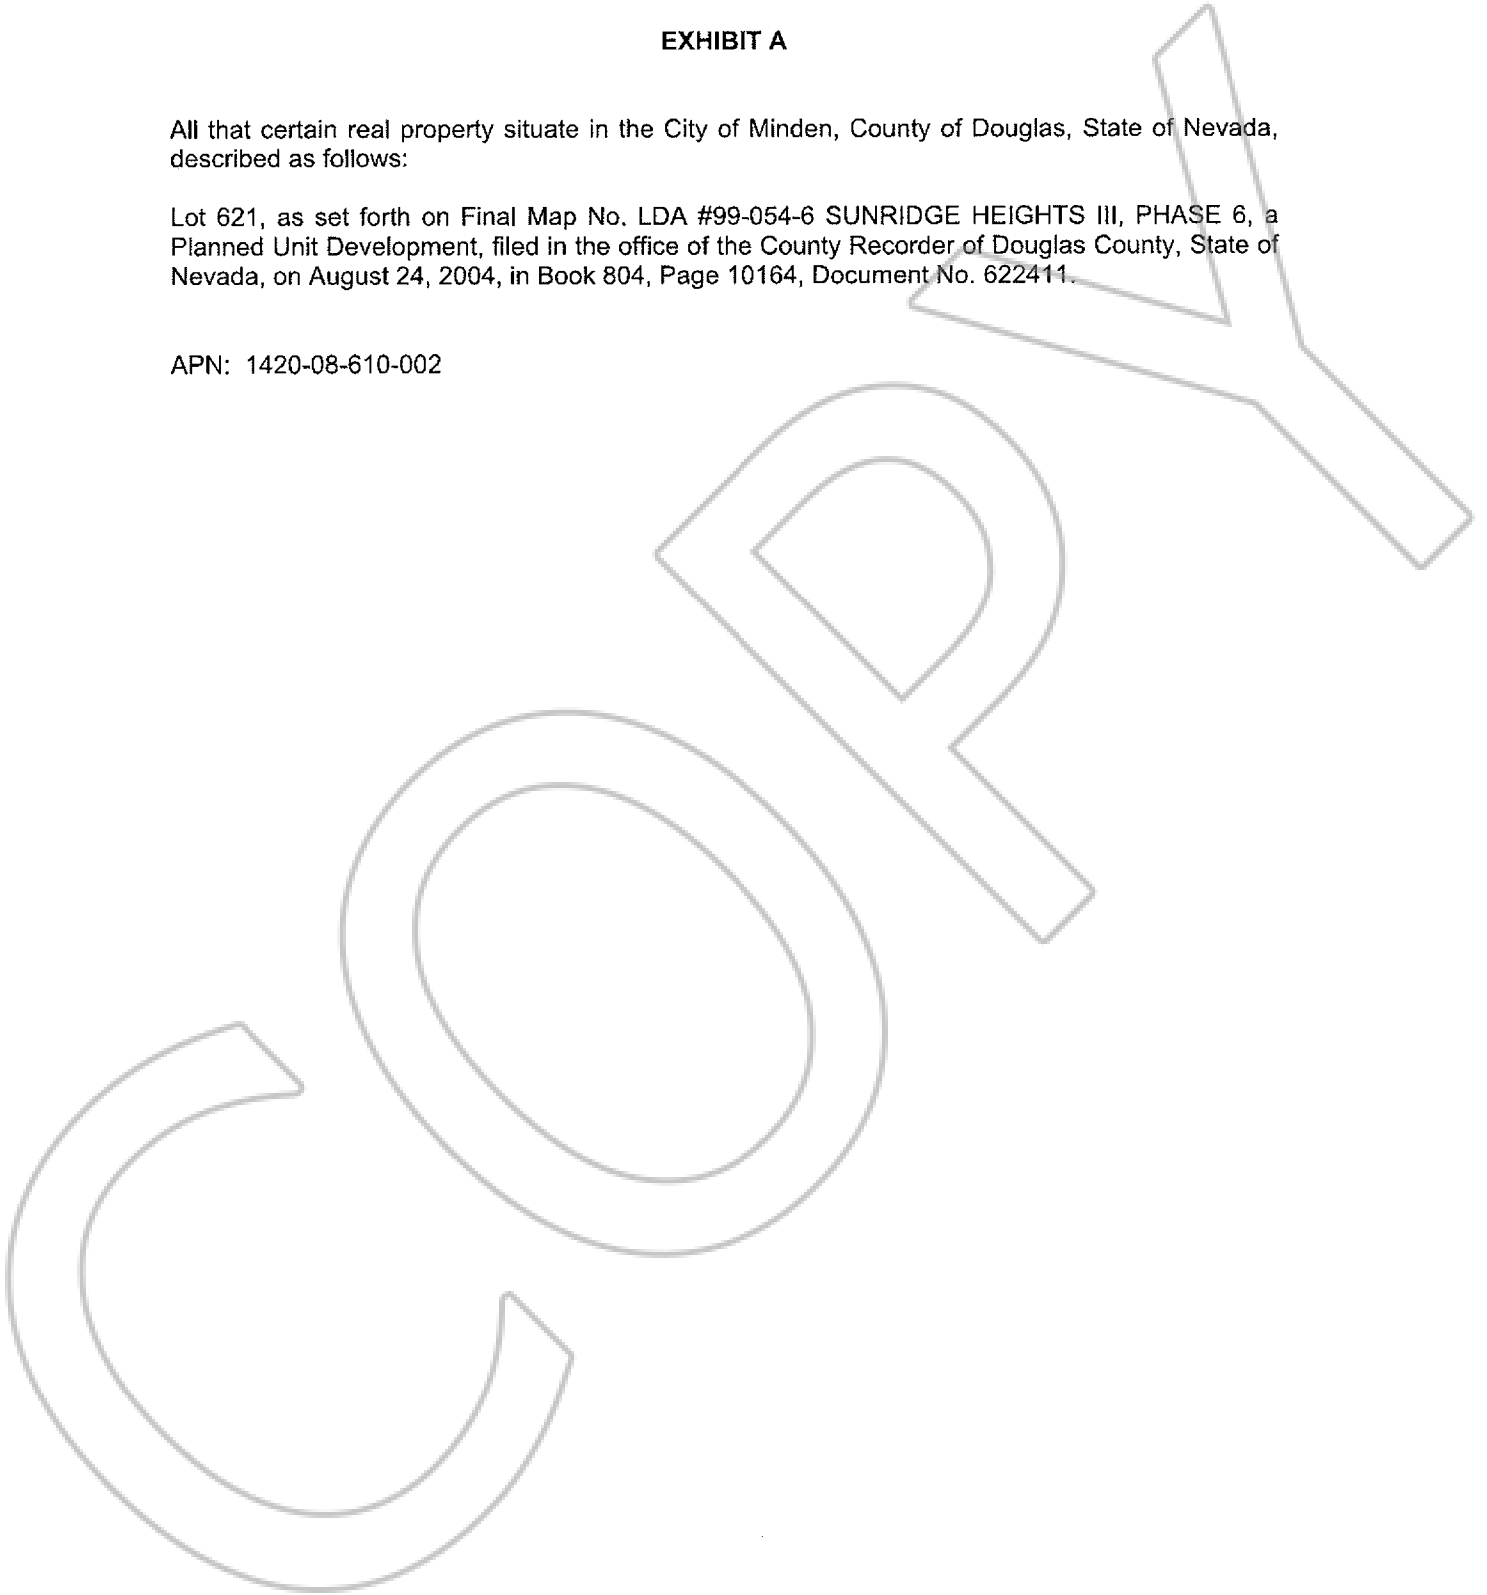 EXHIBIT A
All that certain real property situate in the City of Minden, County of Douglas, State of Nevada,
described as follows:
Lot 621, as set forth on Final Map No. LDA #99-054-6 SUNRIDGE HEIGHTS III, PHASE 6, a
Planned Unit Development, filed in the office of the County Recorder of Douglas County, State of
Nevada, on August 24, 2004, in Book 804, Page 10164, Document No. 622411.
APN: 1420-08-610-002
COPY